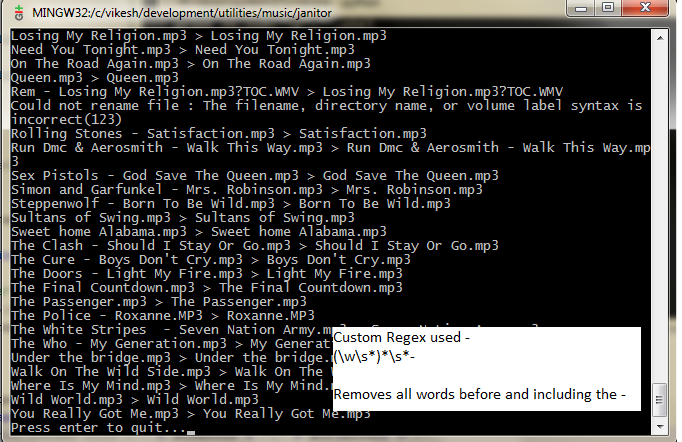 MINGW32:/c/vikesh/development/utilities/music/janitor
Losing My Religion.mp3 > Losing My Religion.mp3
Need You Tonight.mp3 > Need You Tonight.mp3
On The Road Again.mp3 > On The Road Again.mp3
Queen.mp3 > Queen.mp3
Rem - Losing My Religion.mp3?TOC.WMV > Losing My Religion.mp3?TOC.WMV
Could not rename file : The filename, directory name, or volume label syntax is
incorrect(123)
Rolling Stones - Satisfaction.mp3 > Satisfaction.mp3
Run Dmc & Aerosmith - Walk This Way.mp3 > Run Dmc & Aerosmith - Walk This Way.mp
3
Sex Pistols - God Save The Queen.mp3 > God Save The Queen.mp3
Simon and Garfunkel - Mrs. Robinson.mp3 > Mrs. Robinson.mp3
Steppenwolf - Born To Be Wild.mp3 > Born To Be Wild.mp3
Sultans of Swing.mp3 > Sultans of Swing.mp3
Sweet home Alabama.mp3 > Sweet home Alabama.mp3
The Clash - Should I Stay Or Go.mp3 > Should I Stay Or Go.mp3
The Cure - Boys Don't Cry.mp3 > Boys Don't Cry.mp3
The Doors - Light My Fire.mp3 > Light My Fire.mp3
The Final Countdown.mp3 > The Final Countdown.mp3
The Passenger.mp3 > The Passenger.mp3
The Police - Roxanne.MP3 > Roxanne.MP3
The White Stripes  - Seven Nation Army.mp3
The Who - My Generation.mp3 > My Generat
Under the bridge.mp3 > Under the bridge.
Walk On The Wild Side.mp3 > Walk On The
Where Is My Mind.mp3 > Where Is My Mind.
Wild World.mp3 > Wild World.mp3
You Really Got Me.mp3 > You Really Got Me.mp3
Press enter to quit..._
Custom Regex used -
(\w\s*)*\s*-
Removes all words before and including the -